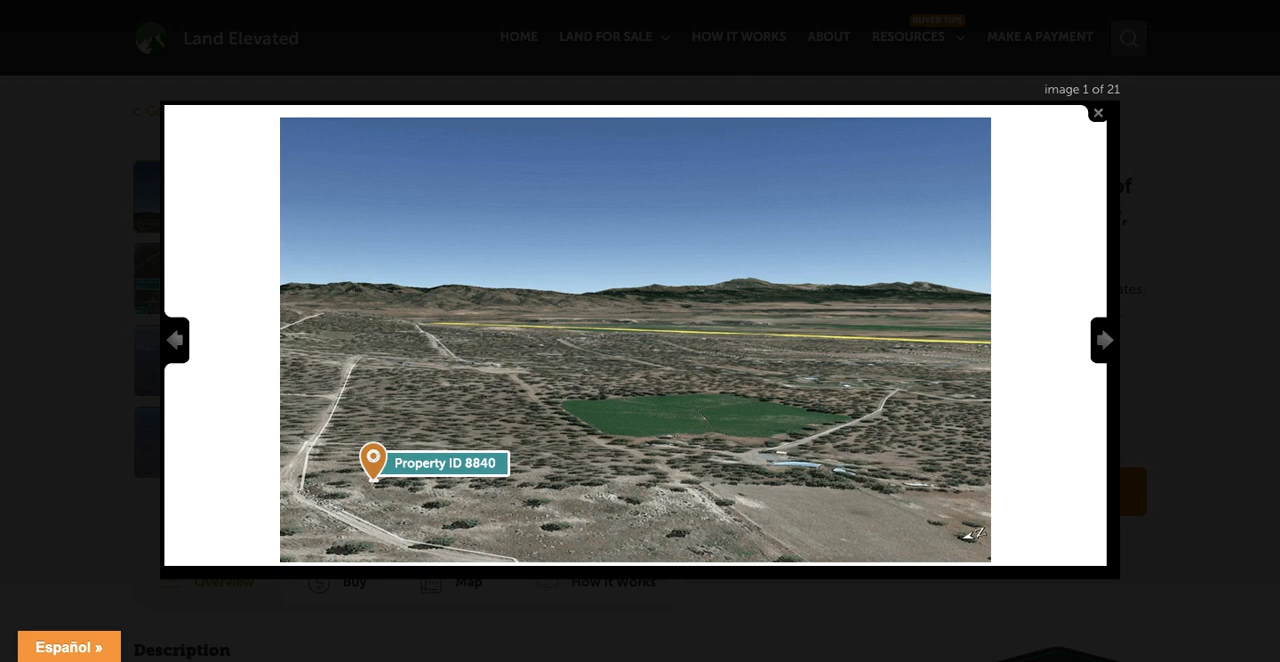 Land Elevated
BUYER TIPS
HOME LAND FOR SALE HOW IT WORKS ABOUT RESOURCES MAKE A PAYMENT
image 1 of 21
of
Property ID 8840
Overview Buy Map How It Works
Español »
Description